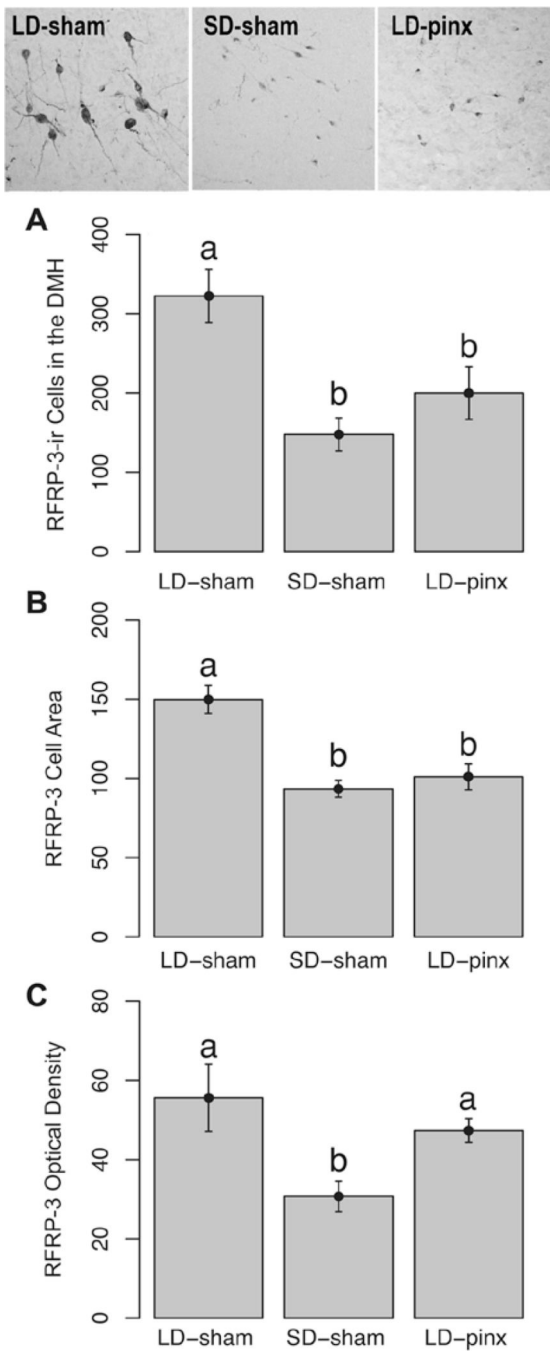 LD-sham SD-sham LD-pinx
A
RFRP-3-ir Cells in the DMH
400
300
200
100
0
a
b
b
LD−sham SD−sham LD−pinx
B
RFRP-3 Cell Area
200
150
100
50
0
a
b
b
LD−sham SD−sham LD−pinx
C
RFRP-3 Optical Density
80
60
40
20
0
a
b
a
LD−sham SD−sham LD−pinx